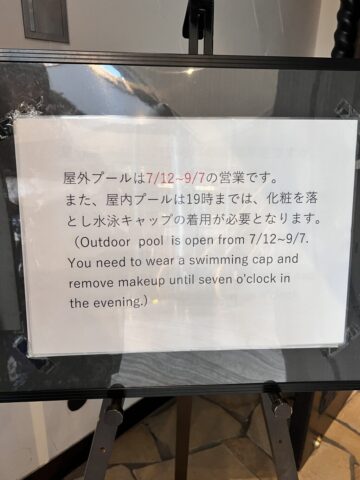 屋外プールは7/12~9/7の営業です。
また、屋内プールは19時までは、化粧を落
とし水泳キャップの着用が必要となります。
（Outdoor pool is open from 7/12~9/7.
You need to wear a swimming cap and
remove makeup until seven o'clock in
the evening.）